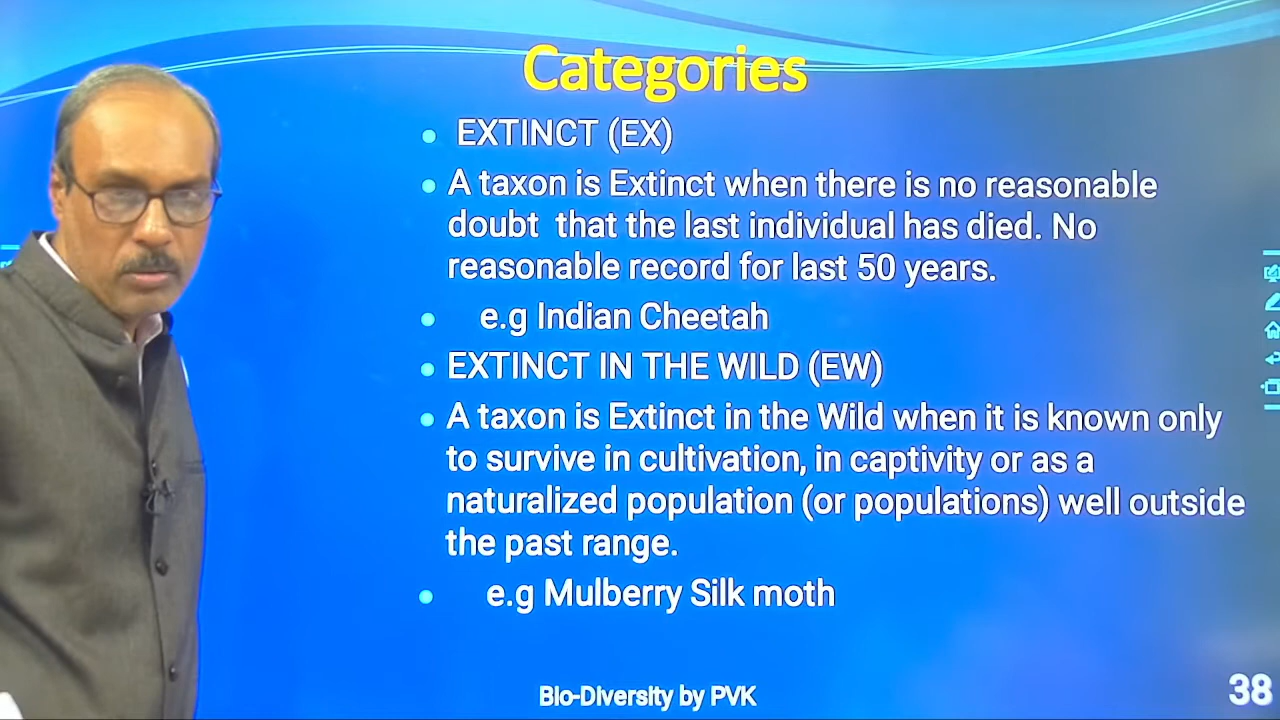 Categories
EXTINCT (EX)
A taxon is Extinct when there is no reasonable
doubt that the last individual has died. No
reasonable record for last 50 years.
e.g Indian Cheetah
EXTINCT IN THE WILD (EW)
A taxon is Extinct in the Wild when it is known only
to survive in cultivation, in captivity or as a
naturalized population (or populations) well outside
the past range.
e.g Mulberry Silk moth
Bio-Diversity by PVK
38